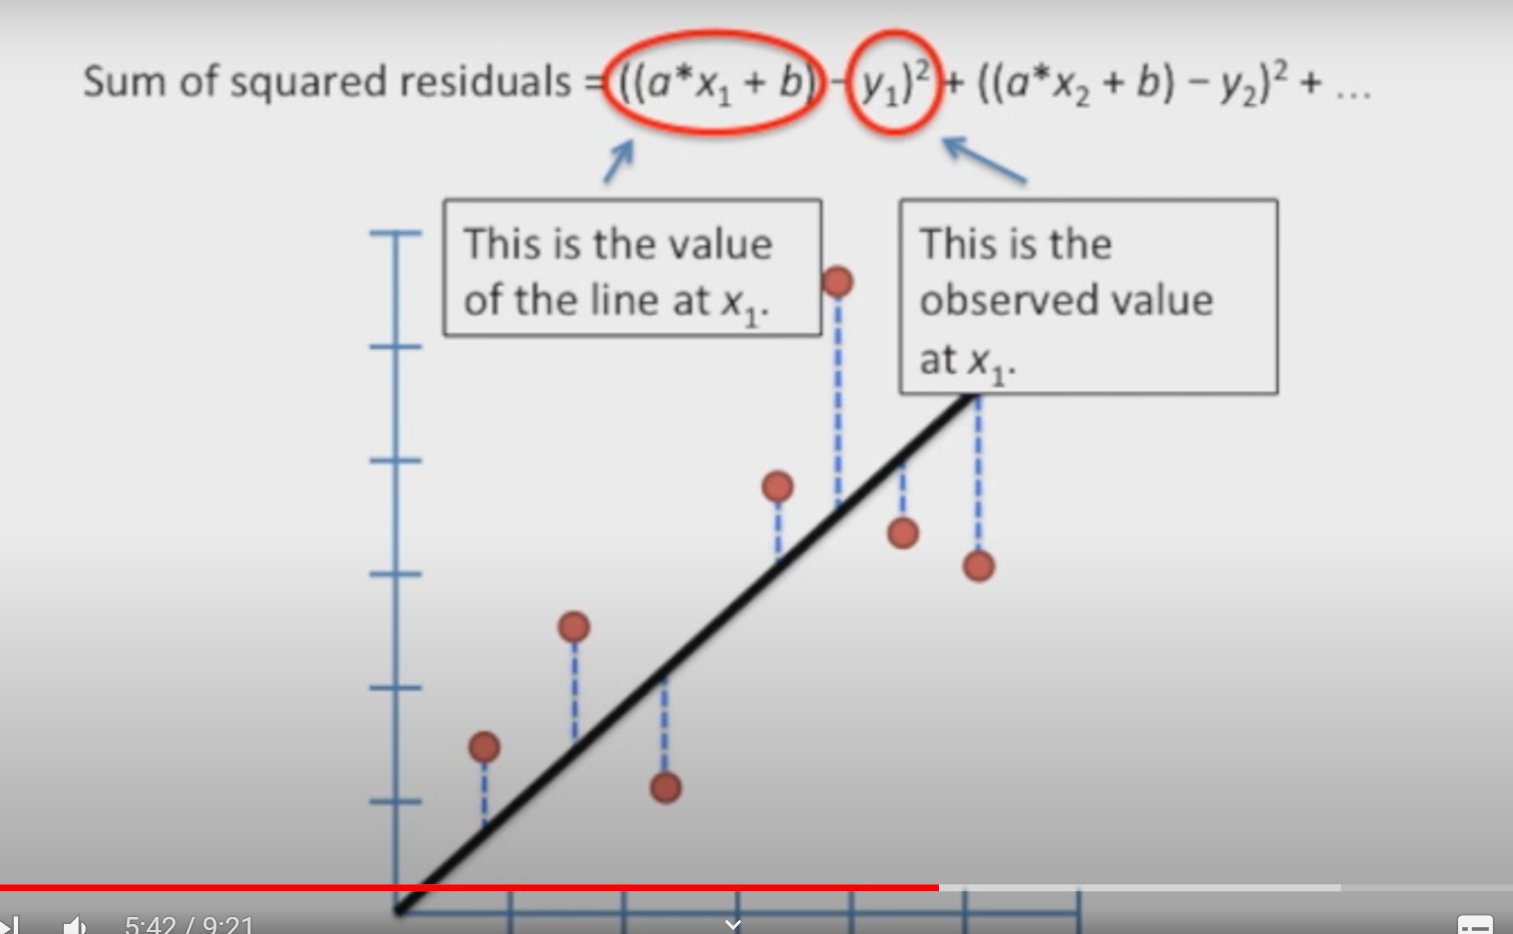 Sum of squared residuals = ((a*x₁ + b) − y₁)² + ((a*x₂ + b) − y₂)² + ...
This is the value
of the line at x₁.
This is the
observed value
at x₁.
5:42 / 9:21